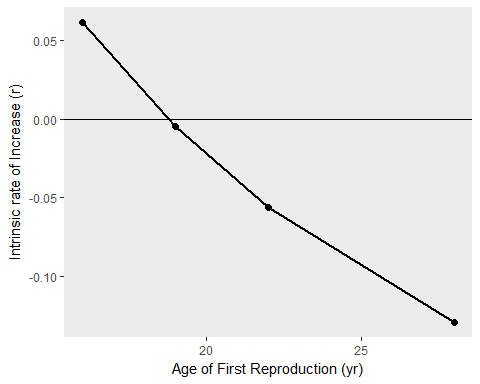 Intrinsic rate of Increase (r)
0.05
0.00
-0.05
-0.10
20 25
Age of First Reproduction (yr)